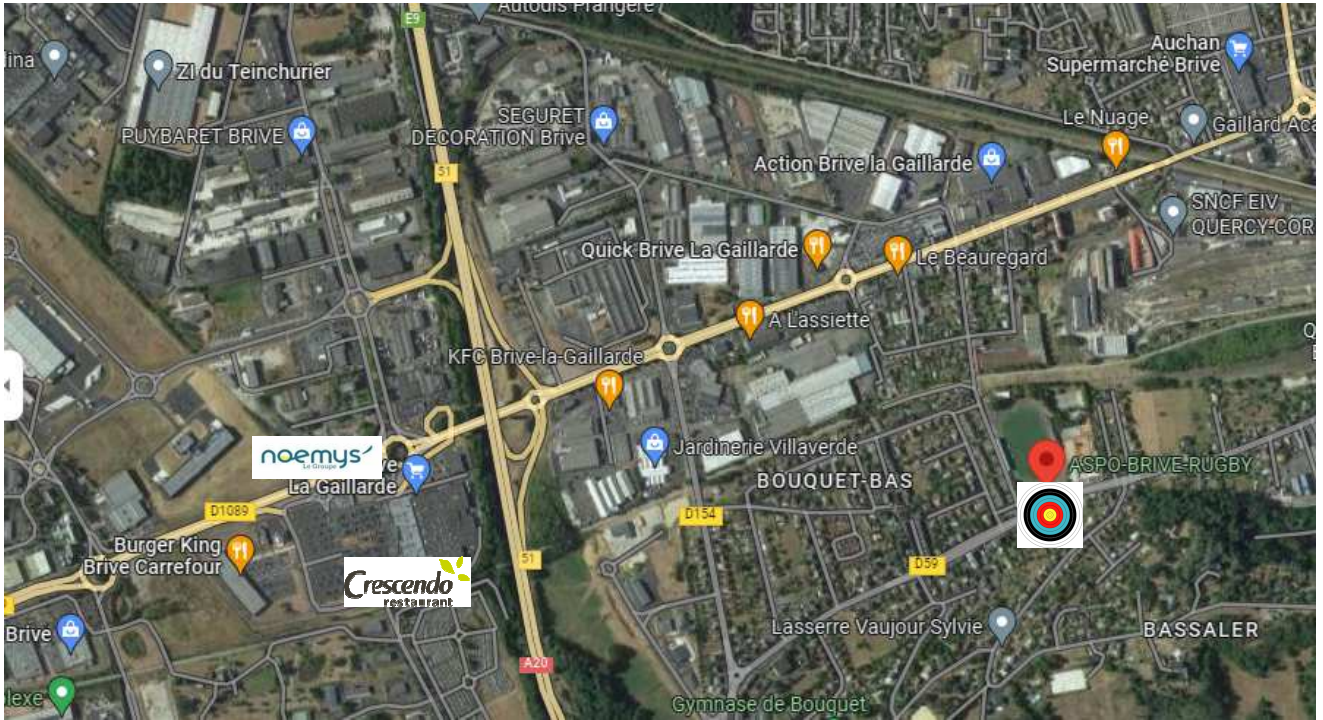 Autodis Prangère
E9
Auchan
Supermarché Brive
ZI du Teinchurier
PUYBARET BRIVE
SEGURET
DECORATION Brive
Le Nuage
Gaillard
Action Brive la Gaillarde
51
SNCF EIV
QUERCY-COR
Quick Brive La Gaillarde
Le Beauregard
A Lassiette
KFC Brive-la-Gaillarde
Jardinerie Villaverde
noemys
Le Groupe
La Gaillarde
BOUQUET-BAS
ASPO-BRIVE-RUGBY
D1089
D154
Burger King
Brive Carrefour
51
D59
Crescendo
restaurant
Brive
Lasserre Vaujour Sylvie
BASSALER
A20
Gymnase de Bouquet